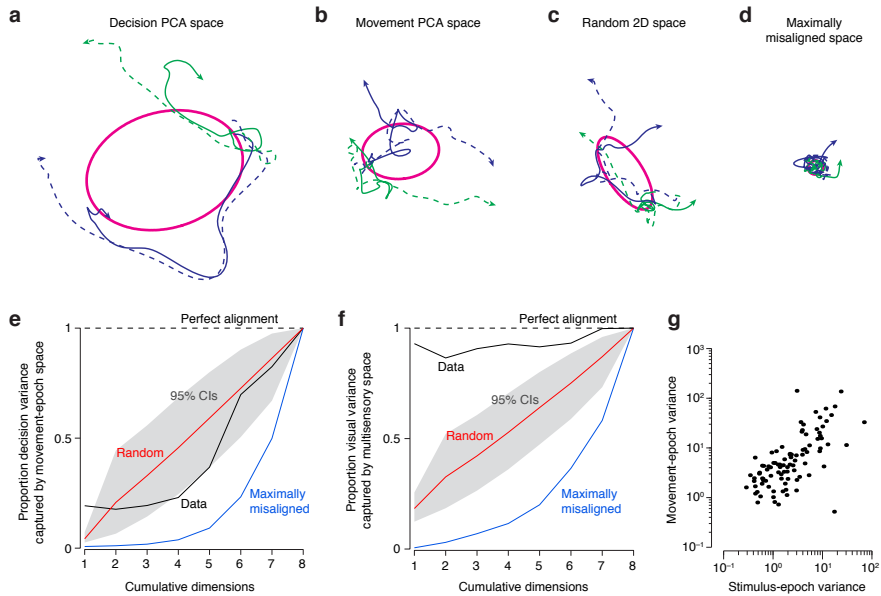 a
Decision PCA space
b
Movement PCA space
c
Random 2D space
d
Maximally
misaligned space
e
Proportion decision variance
captured by movement-epoch space
1
0.5
0
Perfect alignment
95% CIs
Random
Data
Maximally
misaligned
1 2 3 4 5 6 7 8
Cumulative dimensions
f
Proportion visual variance
captured by multisensory space
1
0.5
0
Perfect alignment
Data
95% CIs
Random
Maximally
misaligned
1 2 3 4 5 6 7 8
Cumulative dimensions
g
Movement-epoch variance
10³
10²
10¹
10⁰
10⁻¹
10⁻¹ 10⁰ 10¹ 10²
Stimulus-epoch variance